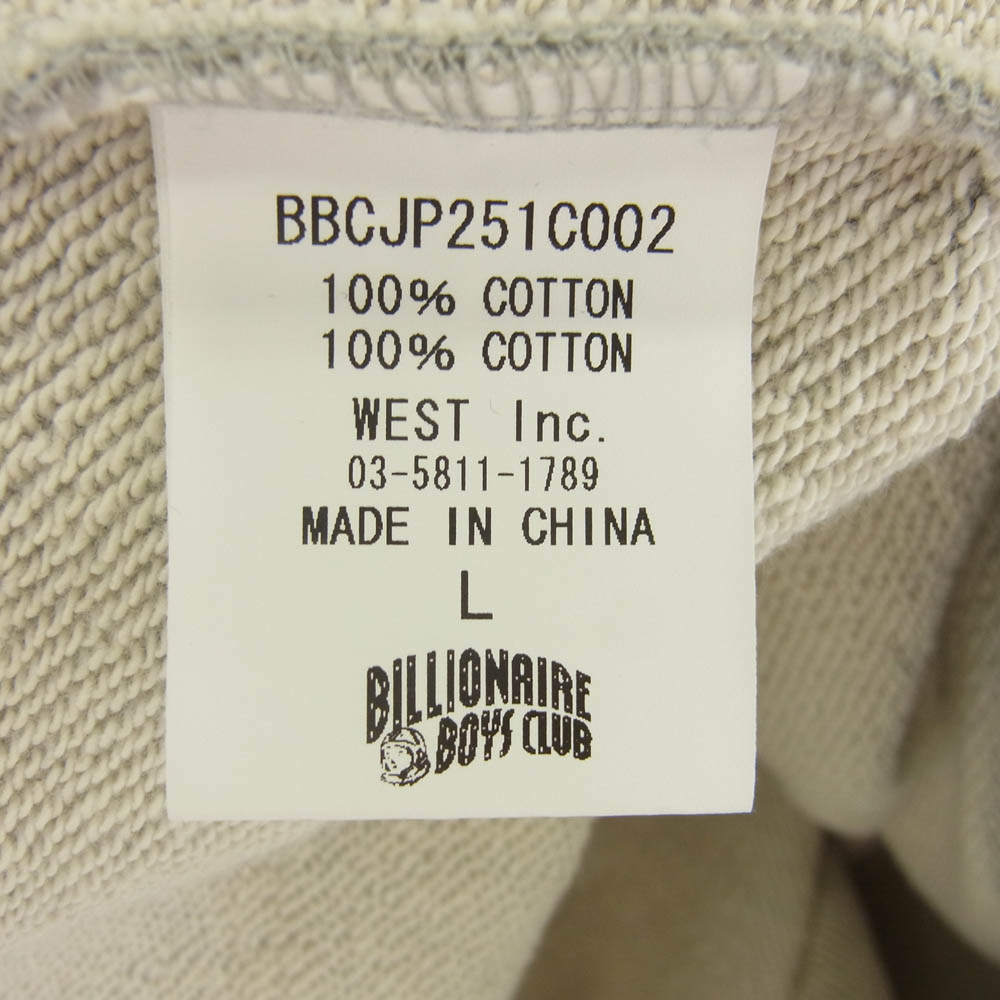 BBCJP251C002
100% COTTON
100% COTTON
WEST Inc.
03-5811-1789
MADE IN CHINA
L
BILLIONAIRE
BOYS CLUB